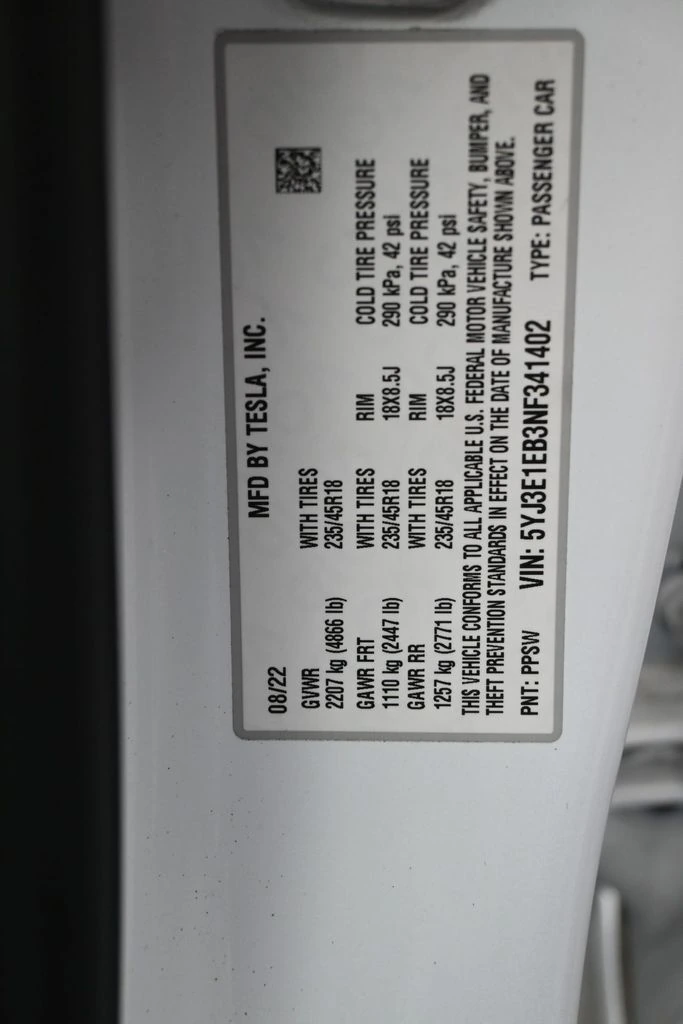 MFD BY TESLA, INC.
08/22
GVWR WITH TIRES
2207 kg (4866 lb) 235/45R18
GAWR FRT WITH TIRES RIM COLD TIRE PRESSURE
1110 kg (2447 lb) 235/45R18 18X8.5J 290 kPa, 42 psi
GAWR RR WITH TIRES RIM COLD TIRE PRESSURE
1257 kg (2771 lb) 235/45R18 18X8.5J 290 kPa, 42 psi
THIS VEHICLE CONFORMS TO ALL APPLICABLE U.S. FEDERAL MOTOR VEHICLE SAFETY, BUMPER, AND
THEFT PREVENTION STANDARDS IN EFFECT ON THE DATE OF MANUFACTURE SHOWN ABOVE.
PNT: PPSW VIN: 5YJ3E1EB3NF341402 TYPE: PASSENGER CAR